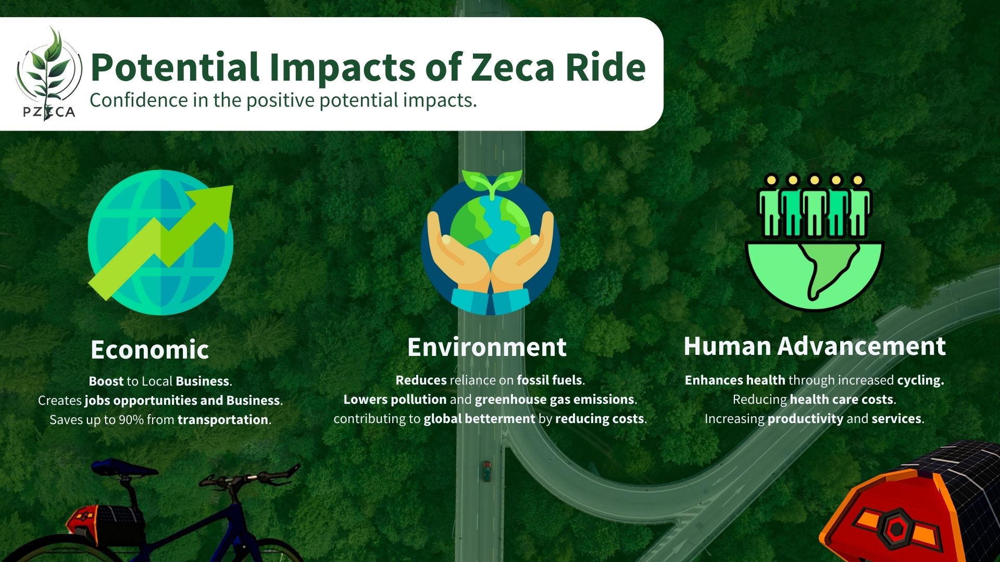 Potential Impacts of Zeca Ride
Confidence in the positive potential impacts.
PZECA
Economic
Boost to Local Business.
Creates jobs opportunities and Business.
Saves up to 90% from transportation.
Environment
Reduces reliance on fossil fuels.
Lowers pollution and greenhouse gas emissions.
contributing to global betterment by reducing costs.
Human Advancement
Enhances health through increased cycling.
Reducing health care costs.
Increasing productivity and services.